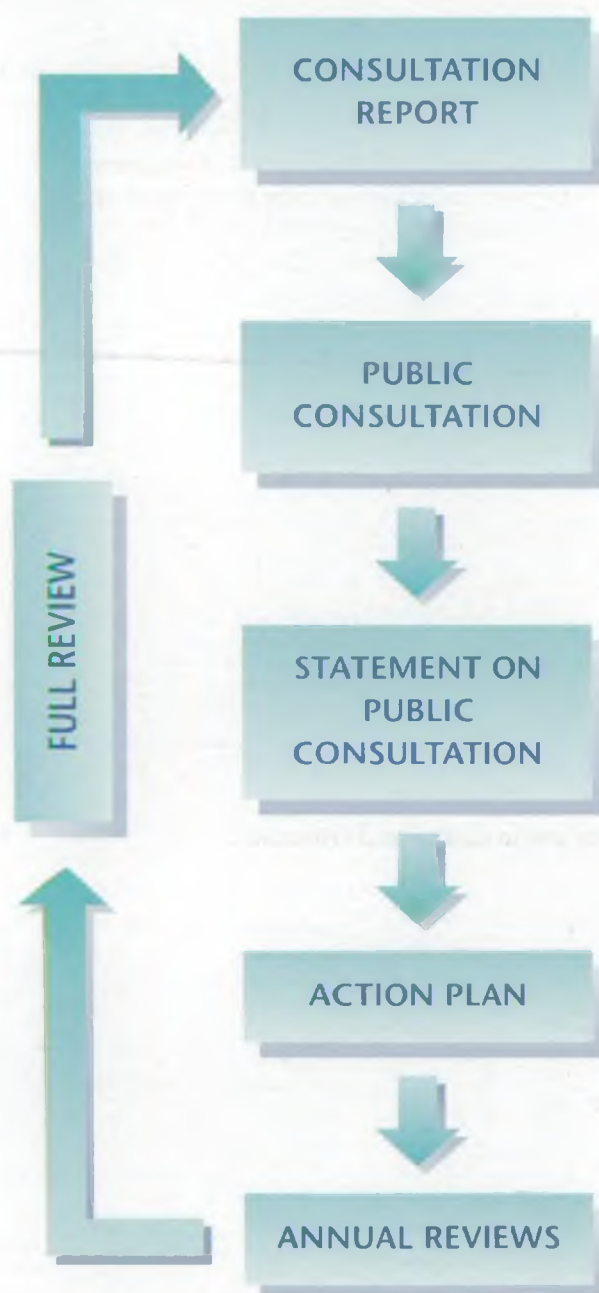 CONSULTATION
REPORT
PUBLIC
CONSULTATION
STATEMENT ON
PUBLIC
CONSULTATION
ACTION PLAN
ANNUAL REVIEWS
FULL REVIEW